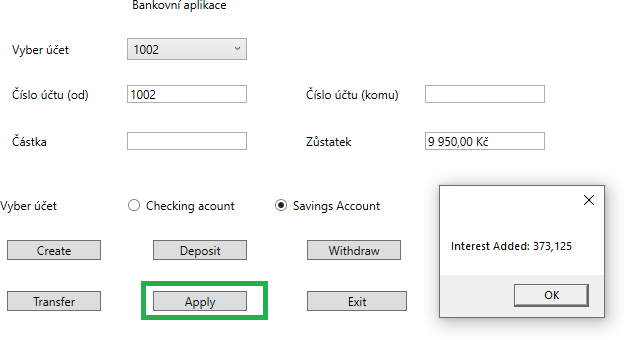 Bankovní aplikace
Vyber účet 1002
Číslo účtu (od) 1002 Číslo účtu (komu)
Částka Zůstatek 9 950,00 Kč
Vyber účet Checking acount Savings Account
Interest Added: 373,125
Create Deposit Withdraw
OK
Transfer Apply Exit